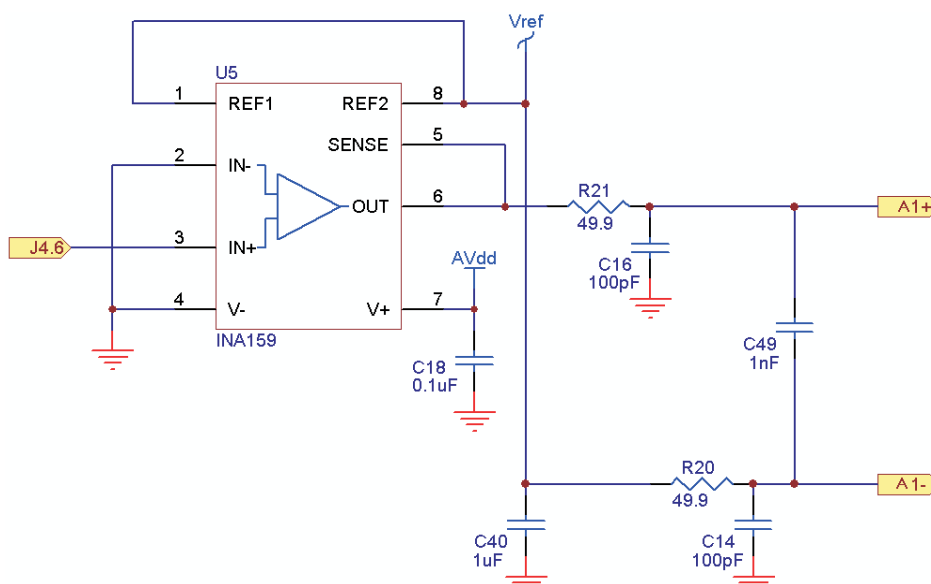 Vref
U5
1
REF1
REF2
8
SENSE
5
2
IN-
OUT
6
R21
49.9
A1+
J4.6
3
IN+
AVdd
C16
100pF
4
V-
V+
7
INA159
C18
0.1uF
C49
1nF
R20
49.9
A1-
C40
1uF
C14
100pF